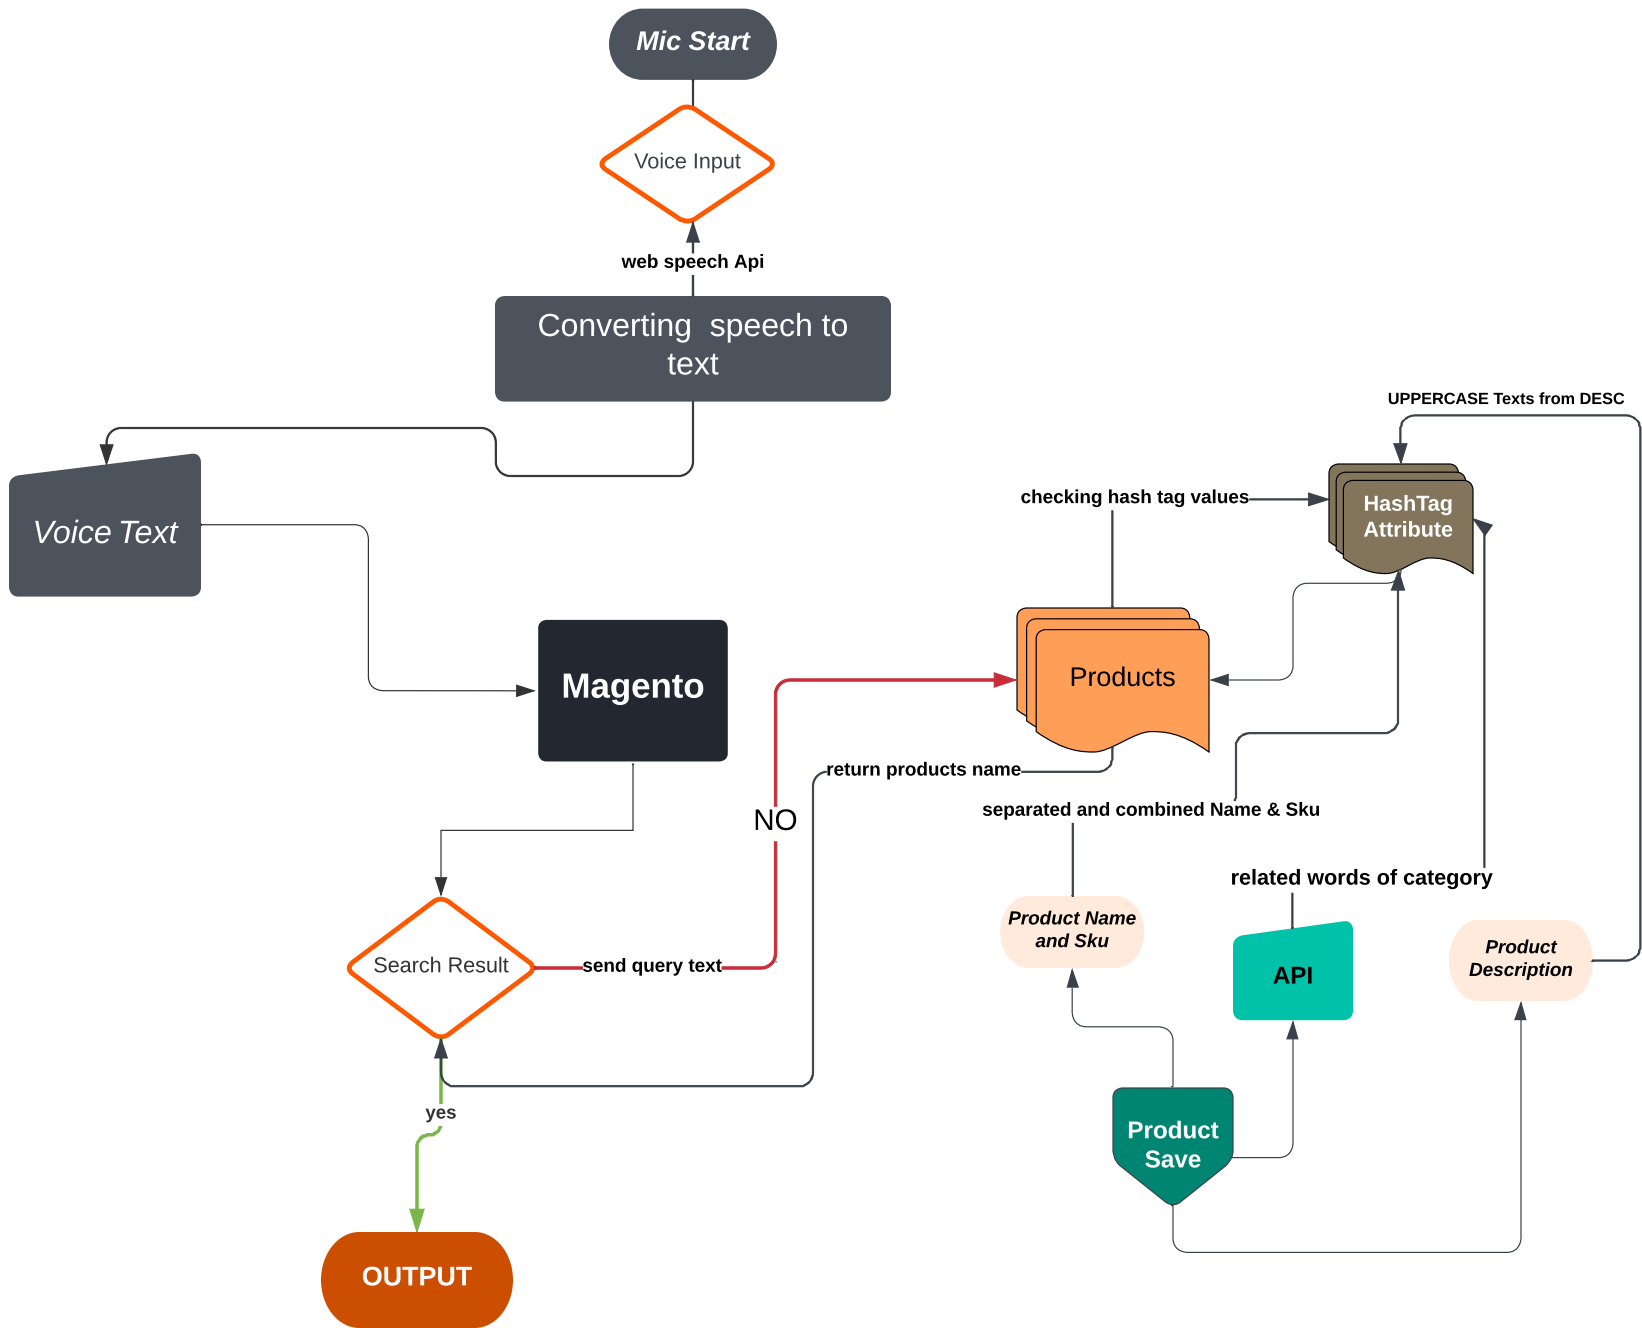 Mic Start
Voice Input
web speech Api
Converting  speech to
text
UPPERCASE Texts from DESC
checking hash tag values
HashTag
Attribute
Voice Text
Magento
Products
return products name
NO
separated and combined Name & Sku
related words of category
Product Name
and Sku
Search Result
send query text
API
Product
Description
yes
Product
Save
OUTPUT